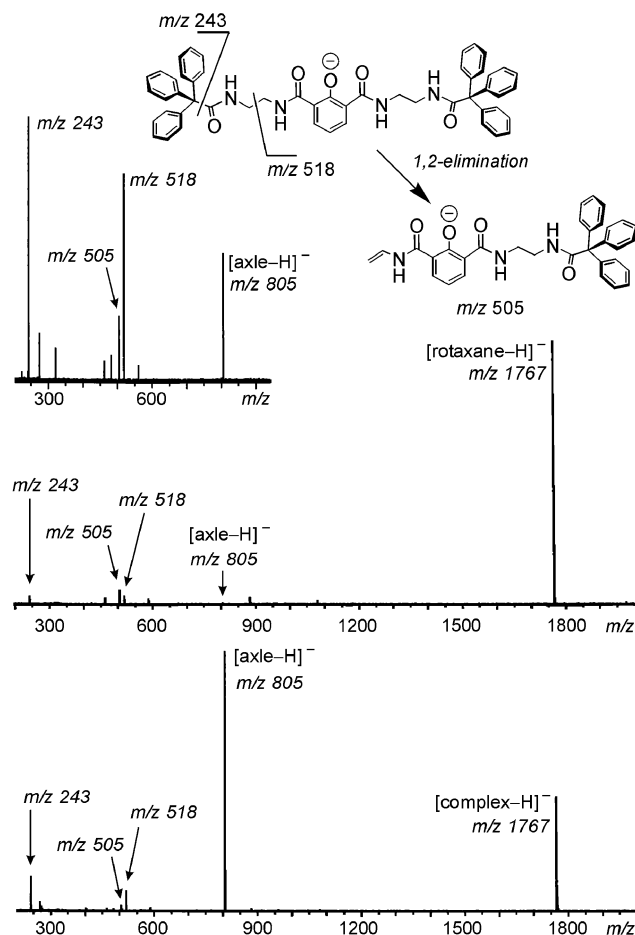 m/z 243
O
⊖
O
O
O
N
H
H
N
N
H
H
N
O
O
m/z 518
1,2-elimination
m/z 243
m/z 518
m/z 505
[axle–H]⁻
m/z 805
300
600
m/z
⊖
O
O
O
N
H
N
H
H
N
O
m/z 505
[rotaxane–H]⁻
m/z 1767
m/z 243
m/z 505
m/z 518
[axle–H]⁻
m/z 805
300 600 900 1200 1500 1800 m/z
[axle–H]⁻
m/z 805
m/z 243
m/z 505
m/z 518
[complex–H]⁻
m/z 1767
300 600 900 1200 1500 1800 m/z